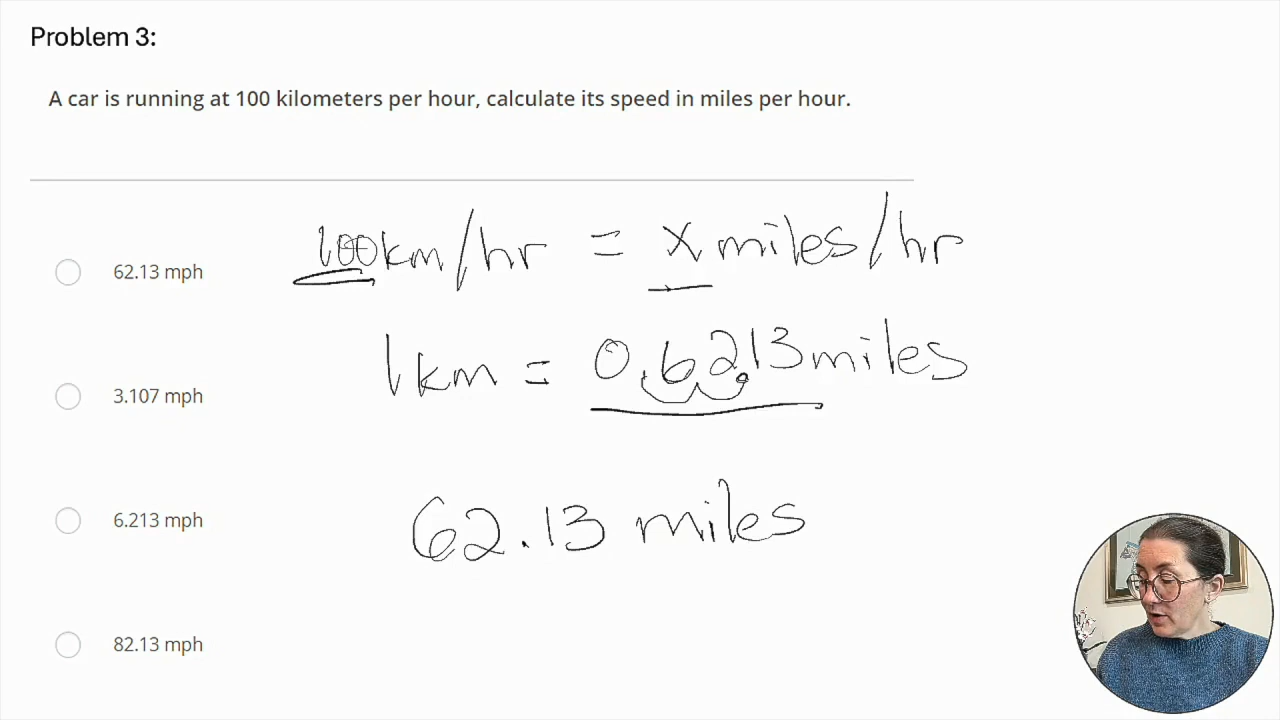 Problem 3:
A car is running at 100 kilometers per hour, calculate its speed in miles per hour.
100km/hr = x miles/hr
62.13 mph
1km = 0.6213 miles
3.107 mph
62.13 miles
6.213 mph
82.13 mph